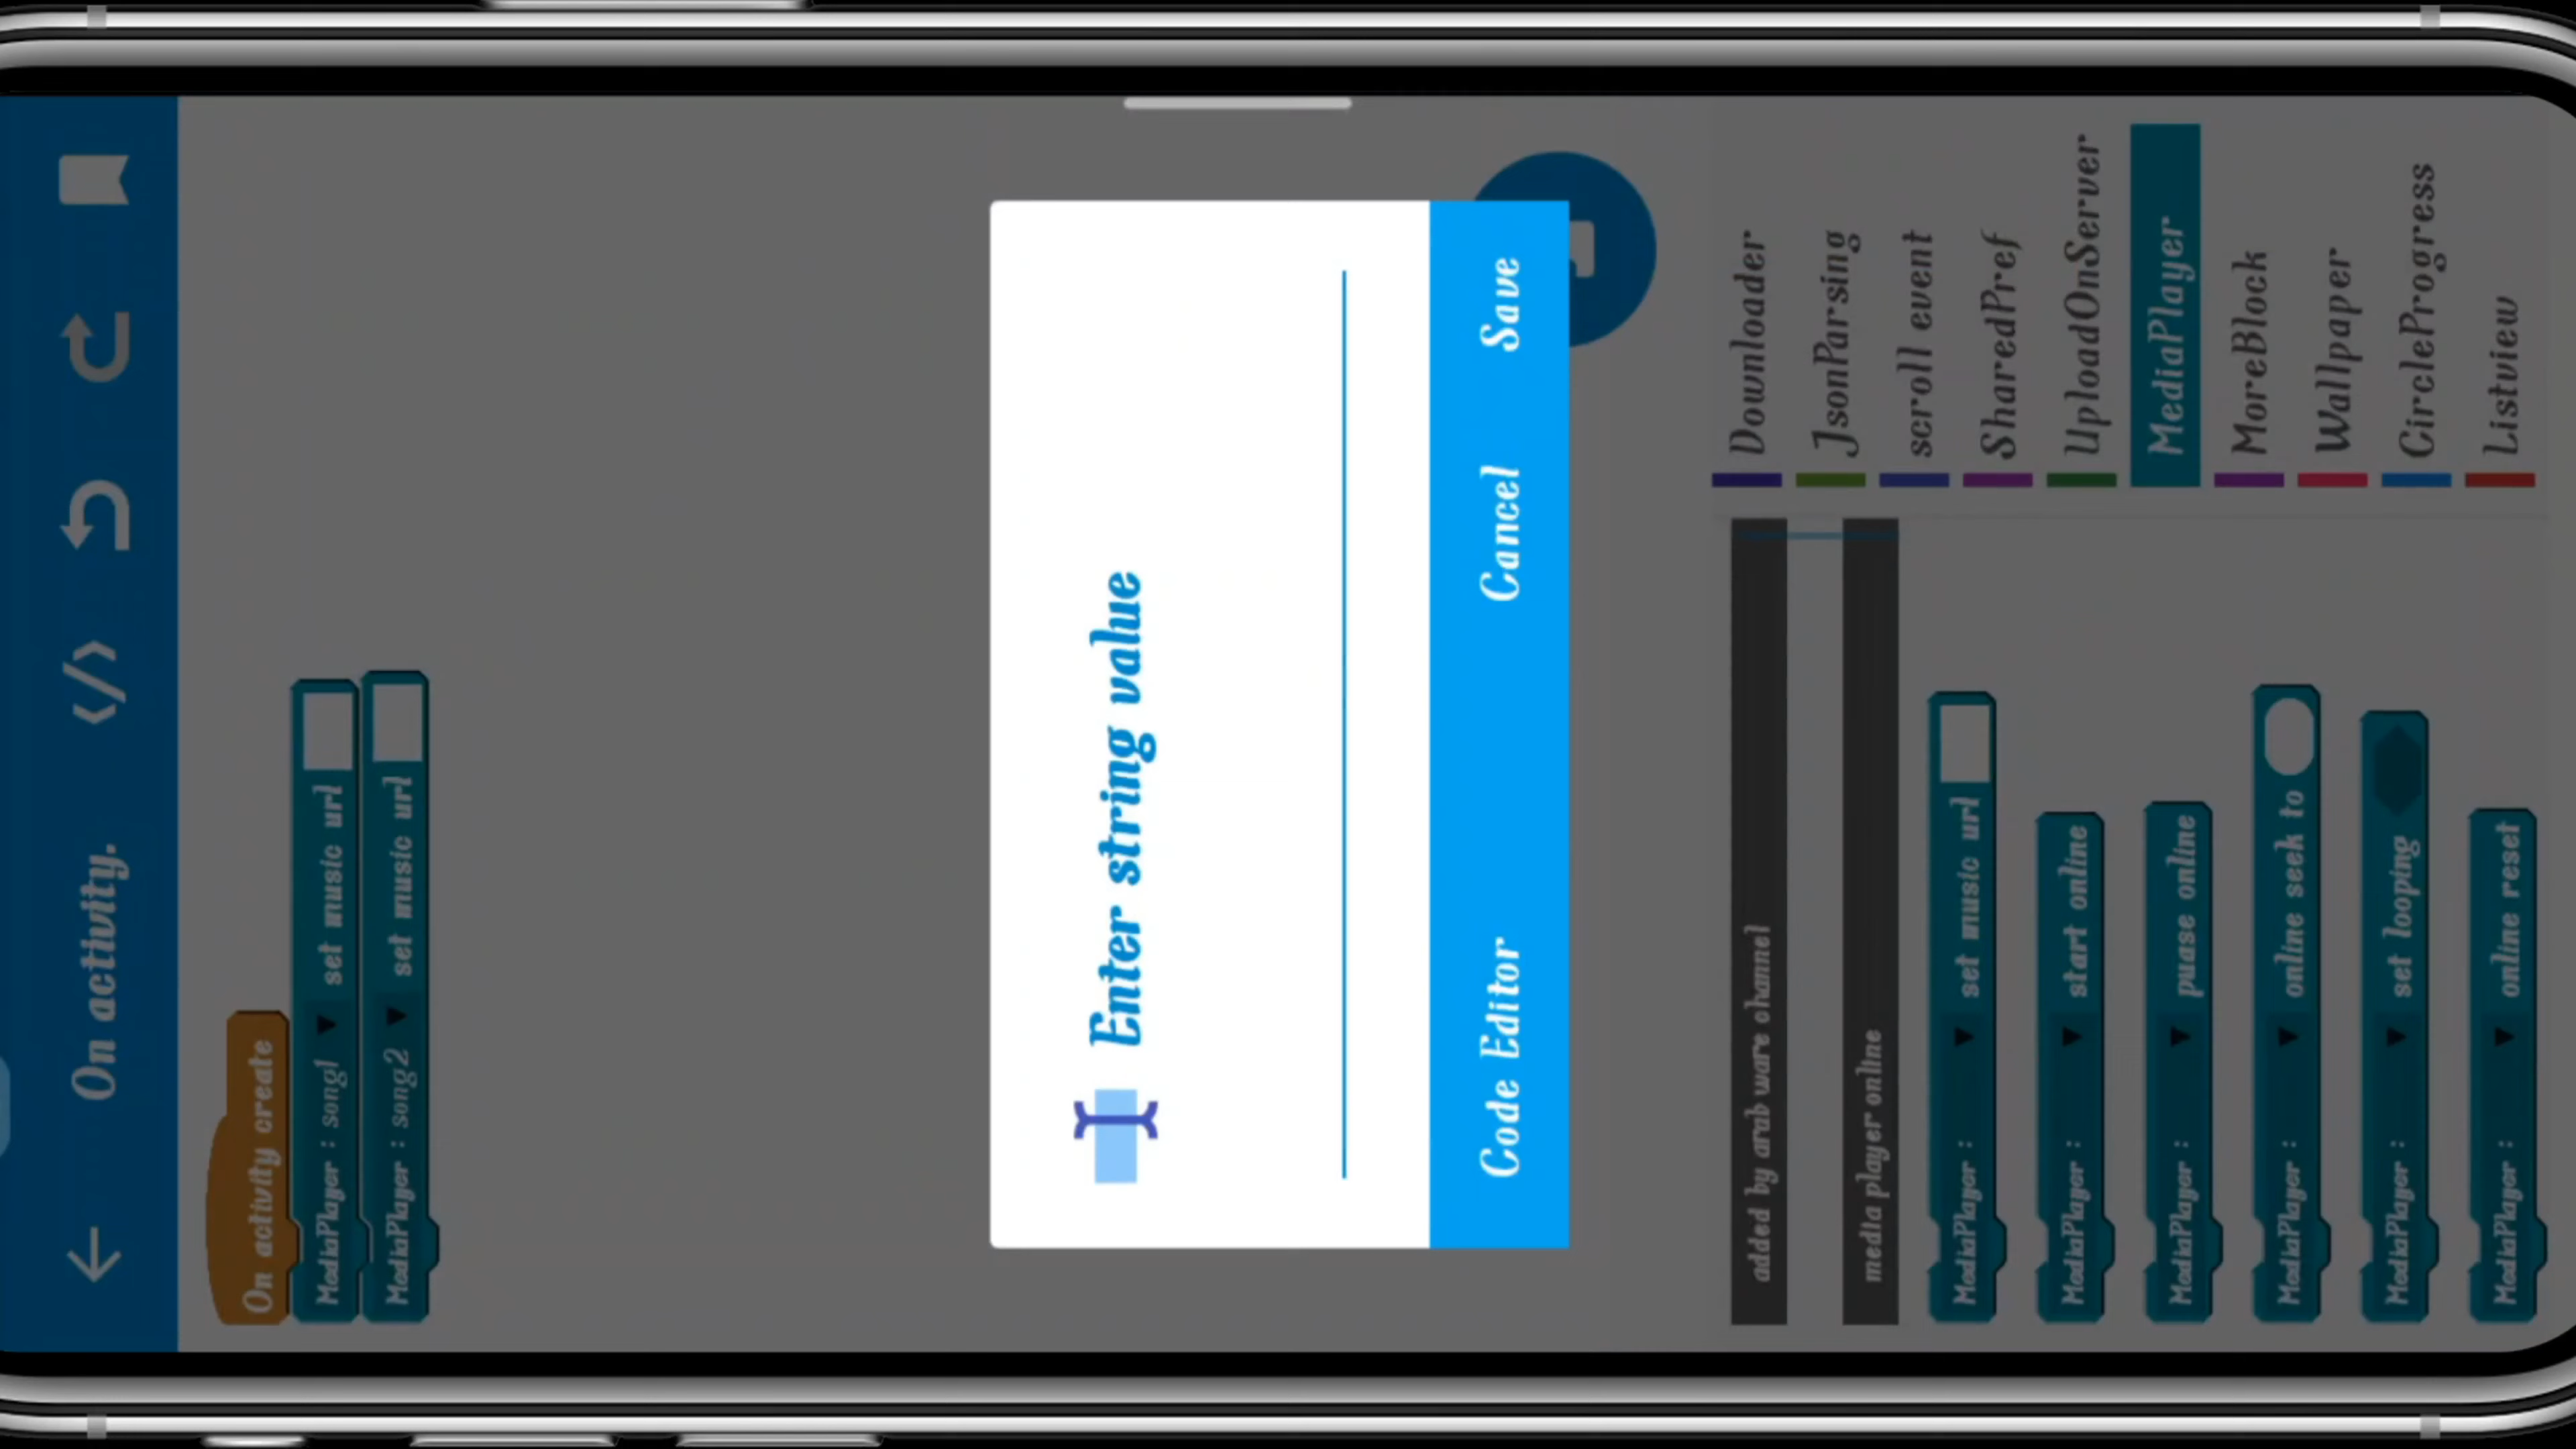 On activity.
On activity create
MediaPlayer : song1 ▼ set music url
MediaPlayer : song2 ▼ set music url
Enter string value
Code Editor Cancel Save
added by arab ware channel
media player online
MediaPlayer : ▼ set music url
MediaPlayer : ▼ start online
MediaPlayer : ▼ puase online
MediaPlayer : ▼ online seek to
MediaPlayer : ▼ set looping
MediaPlayer : ▼ online reset
Downloader
JsonParsing
scroll event
SharedPref
UploadOnServer
MediaPlayer
MoreBlock
Wallpaper
CircleProgress
Listview